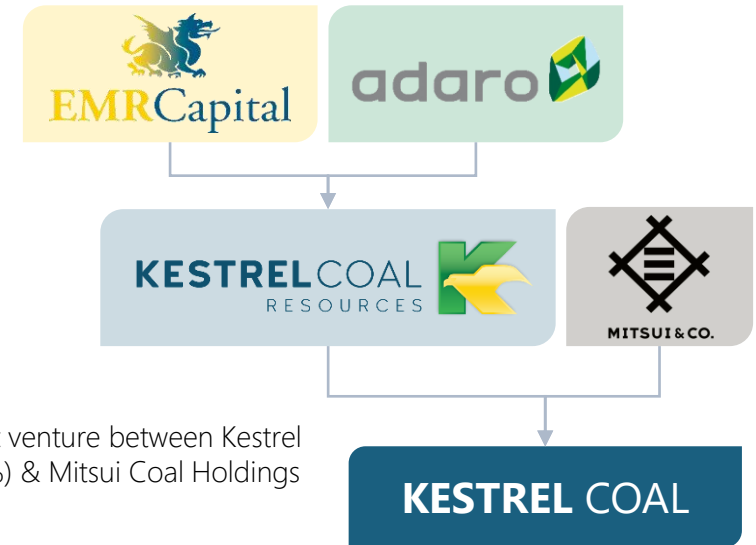 EMRCapital
adaro
KESTRELCOAL
RESOURCES
MITSUI & CO.
venture between Kestrel
) & Mitsui Coal Holdings
KESTREL COAL